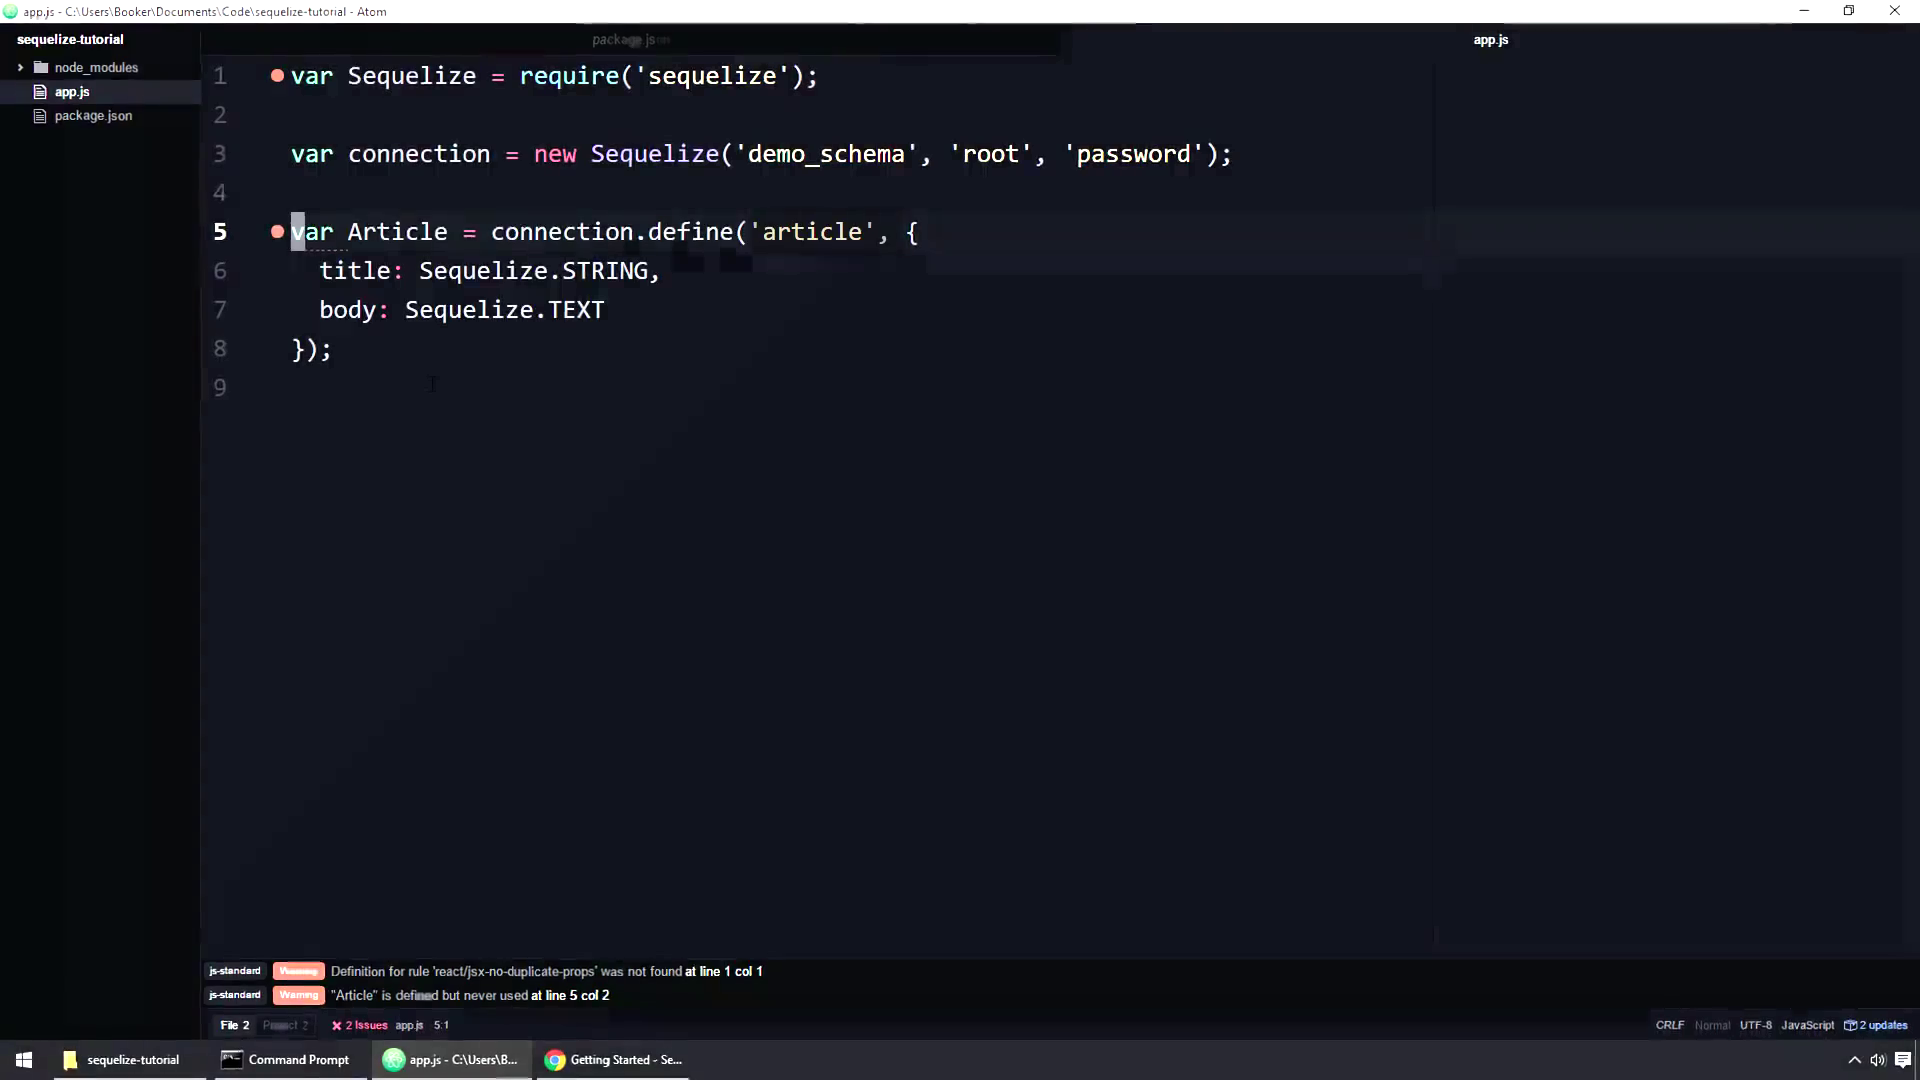 app.js - C:\Users\Booker\Documents\Code\sequelize-tutorial - Atom
sequelize-tutorial
node_modules
app.js
package.json
package.json
app.js
1 var Sequelize = require('sequelize');
2
3 var connection = new Sequelize('demo_schema', 'root', 'password');
4
5 var Article = connection.define('article', {
6 title: Sequelize.STRING,
7 body: Sequelize.TEXT
8 });
9
js-standard Warning Definition for rule 'react/jsx-no-duplicate-props' was not found at line 1 col 1
js-standard Warning "Article" is defined but never used at line 5 col 2
File 2 Project 2 2 Issues app.js 5:1
CRLF Normal UTF-8 JavaScript 2 updates
sequelize-tutorial
Command Prompt
app.js - C:\Users\B...
Getting Started - Se...